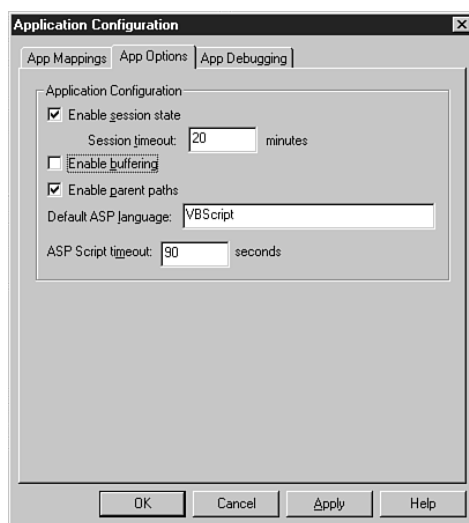 Application Configuration
App Mappings App Options App Debugging
Application Configuration
Enable session state
Session timeout: 20 minutes
Enable buffering
Enable parent paths
Default ASP language: VBScript
ASP Script timeout: 90 seconds
OK Cancel Apply Help